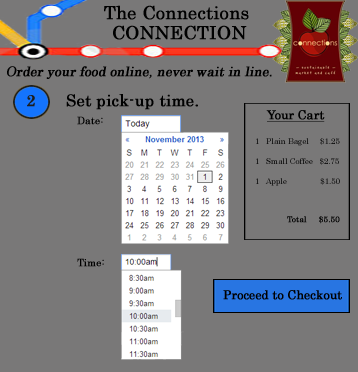 The Connections
CONNECTION
connections
sustainable
market and café
Order your food online, never wait in line.
2 Set pick-up time.
Date: Today
« November 2013 »
S M T W T F S
20 21 22 23 24 25 26
27 28 29 30 31 1 2
3 4 5 6 7 8 9
10 11 12 13 14 15 16
17 18 19 20 21 22 23
24 25 26 27 28 29 30
1 2 3 4 5 6 7
Your Cart
1 Plain Bagel $1.25
1 Small Coffee $2.75
1 Apple $1.50
Total $5.50
Time: 10:00am
8:30am
9:00am
9:30am
10:00am
10:30am
11:00am
11:30am
Proceed to Checkout